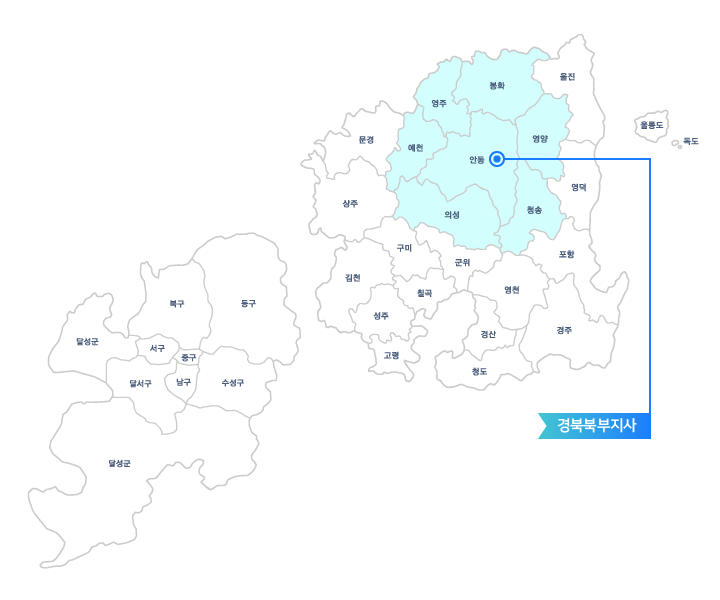 울진
봉화
영주
울릉도
독도
문경
영양
예천
안동
영덕
상주
청송
의성
구미
포항
군위
김천
영천
칠곡
북구
동구
성주
경주
경산
달성군
서구
고령
중구
청도
달서구
남구
수성구
경북북부지사
달성군